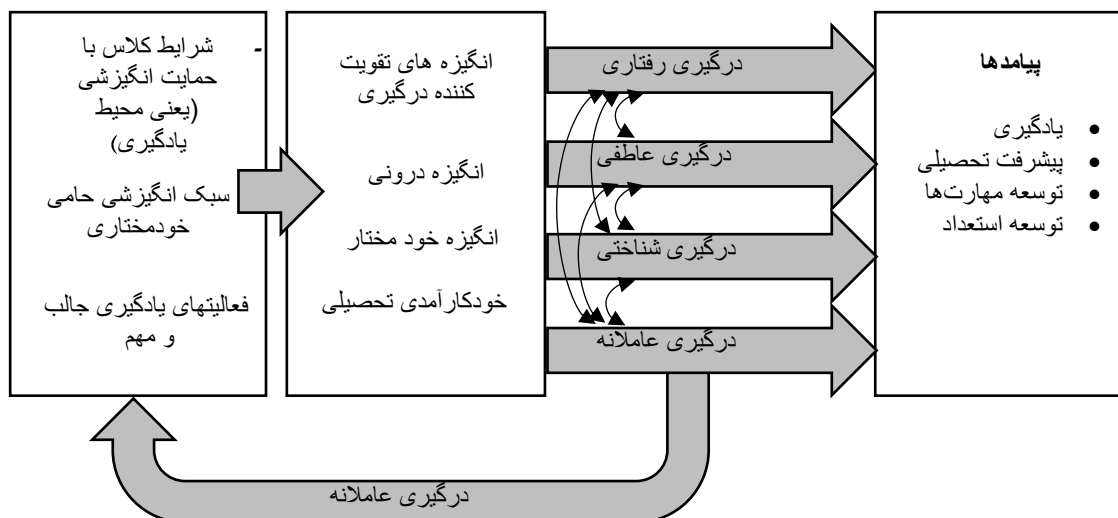 - شرایط کلاس با
حمایت انگیزشی
(یعنی محیط
یادگیری)
سبک انگیزشی حامی
خودمختاری
فعالیتهای یادگیری جالب
و مهم
انگیزه های تقویت
کننده درگیری
انگیزه درونی
انگیزه خود مختار
خودکارآمدی تحصیلی
درگیری رفتاری
درگیری عاطفی
درگیری شناختی
درگیری عاملانه
پیامدها
• یادگیری
• پیشرفت تحصیلی
• توسعه مهارت‌ها
• توسعه استعداد
درگیری عاملانه